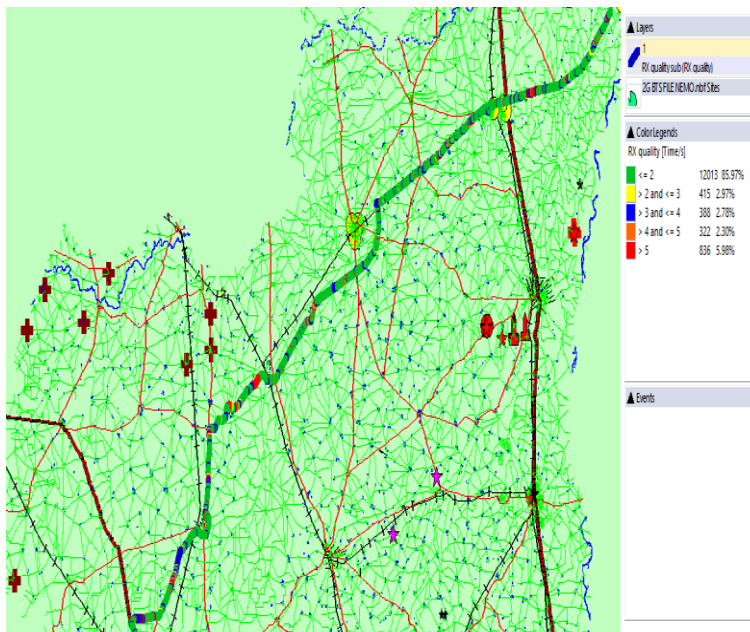 Layers
1
RX quality sub (RX quality)
2G BTS FILE NEMO.nbf: Sites
Color Legends
RX quality [Time/s]
<= 2 12013 85.97%
> 2 and <= 3 415 2.97%
> 3 and <= 4 388 2.78%
> 4 and <= 5 322 2.30%
> 5 836 5.98%
Events